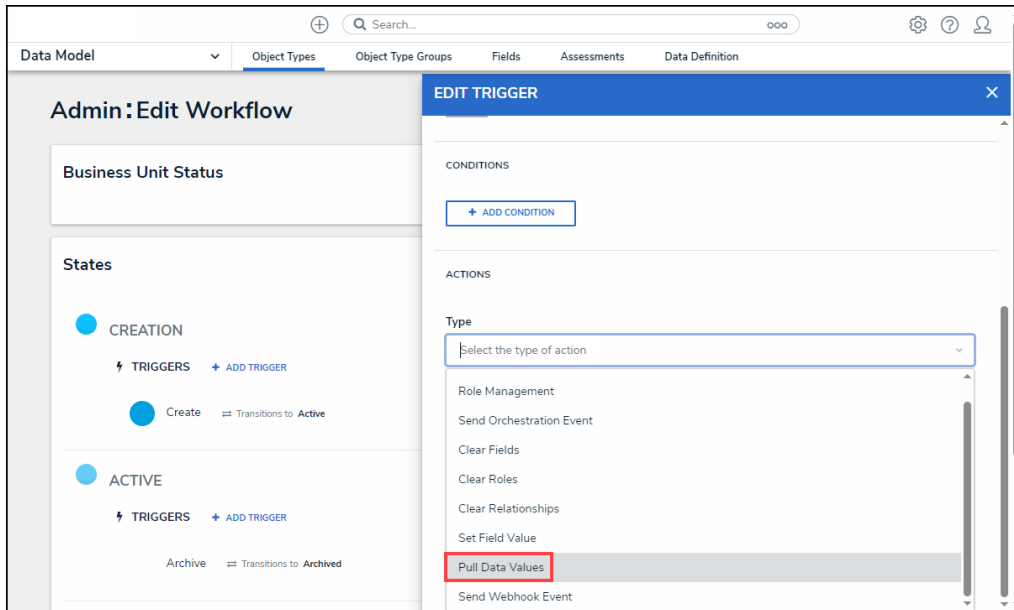 Search...
ooo
Data Model
Object Types
Object Type Groups
Fields
Assessments
Data Definition
Admin:Edit Workflow
Business Unit Status
States
CREATION
TRIGGERS + ADD TRIGGER
Create Transitions to Active
ACTIVE
TRIGGERS + ADD TRIGGER
Archive Transitions to Archived
EDIT TRIGGER
CONDITIONS
+ ADD CONDITION
ACTIONS
Type
Select the type of action
Role Management
Send Orchestration Event
Clear Fields
Clear Roles
Clear Relationships
Set Field Value
Pull Data Values
Send Webhook Event